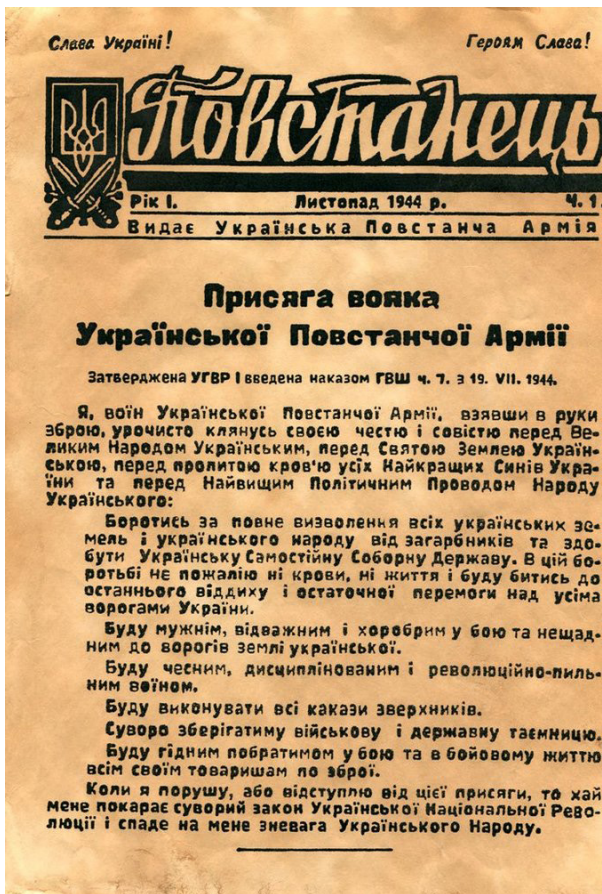 Слава Україні! Героям Слава!
Повстанець
Рік I. Листопад 1944 р. Ч. 1.
Видає Українська Повстанча Армія
Присяга вояка
Української Повстанчої Армії
Затверджена УГВР і введена наказом ГВШ ч. 7. з 19. VII. 1944.
Я, воїн Української Повстанчої Армії, взявши в руки
зброю, урочисто клянусь своєю честю і совістю перед Ве-
ликим Народом Українським, перед Святою Землею Україн-
ською, перед пролитою кров'ю усіх Найкращих Синів Укра-
їни та перед Найвищим Політичним Проводом Народу
Українського:
Боротись за повне визволення всіх українських зе-
мель і українського народу від загарбників та здо-
бути Українську Самостійну Соборну Державу. В цій бо-
ротьбі не пожалію ні крови, ні життя і буду битись до
останнього віддиху і остаточної перемоги над усіма
ворогами України.
Буду мужнім, відважним і хоробрим у бою та нещад-
ним до ворогів землі української.
Буду чесним, дисциплінованим і революційно-пиль-
ним воїном.
Буду виконувати всі какази зверхників.
Суворо зберігатиму військову і державну таємницю.
Буду гідним побратимом у бою та в бойовому життю
всім своїм товаришам по зброї.
Коли я порушу, або відступлю від цієї присяги, то хай
мене покарає суворий закон Української Національної Рево-
люції і спаде на мене зневага Українського Народу.